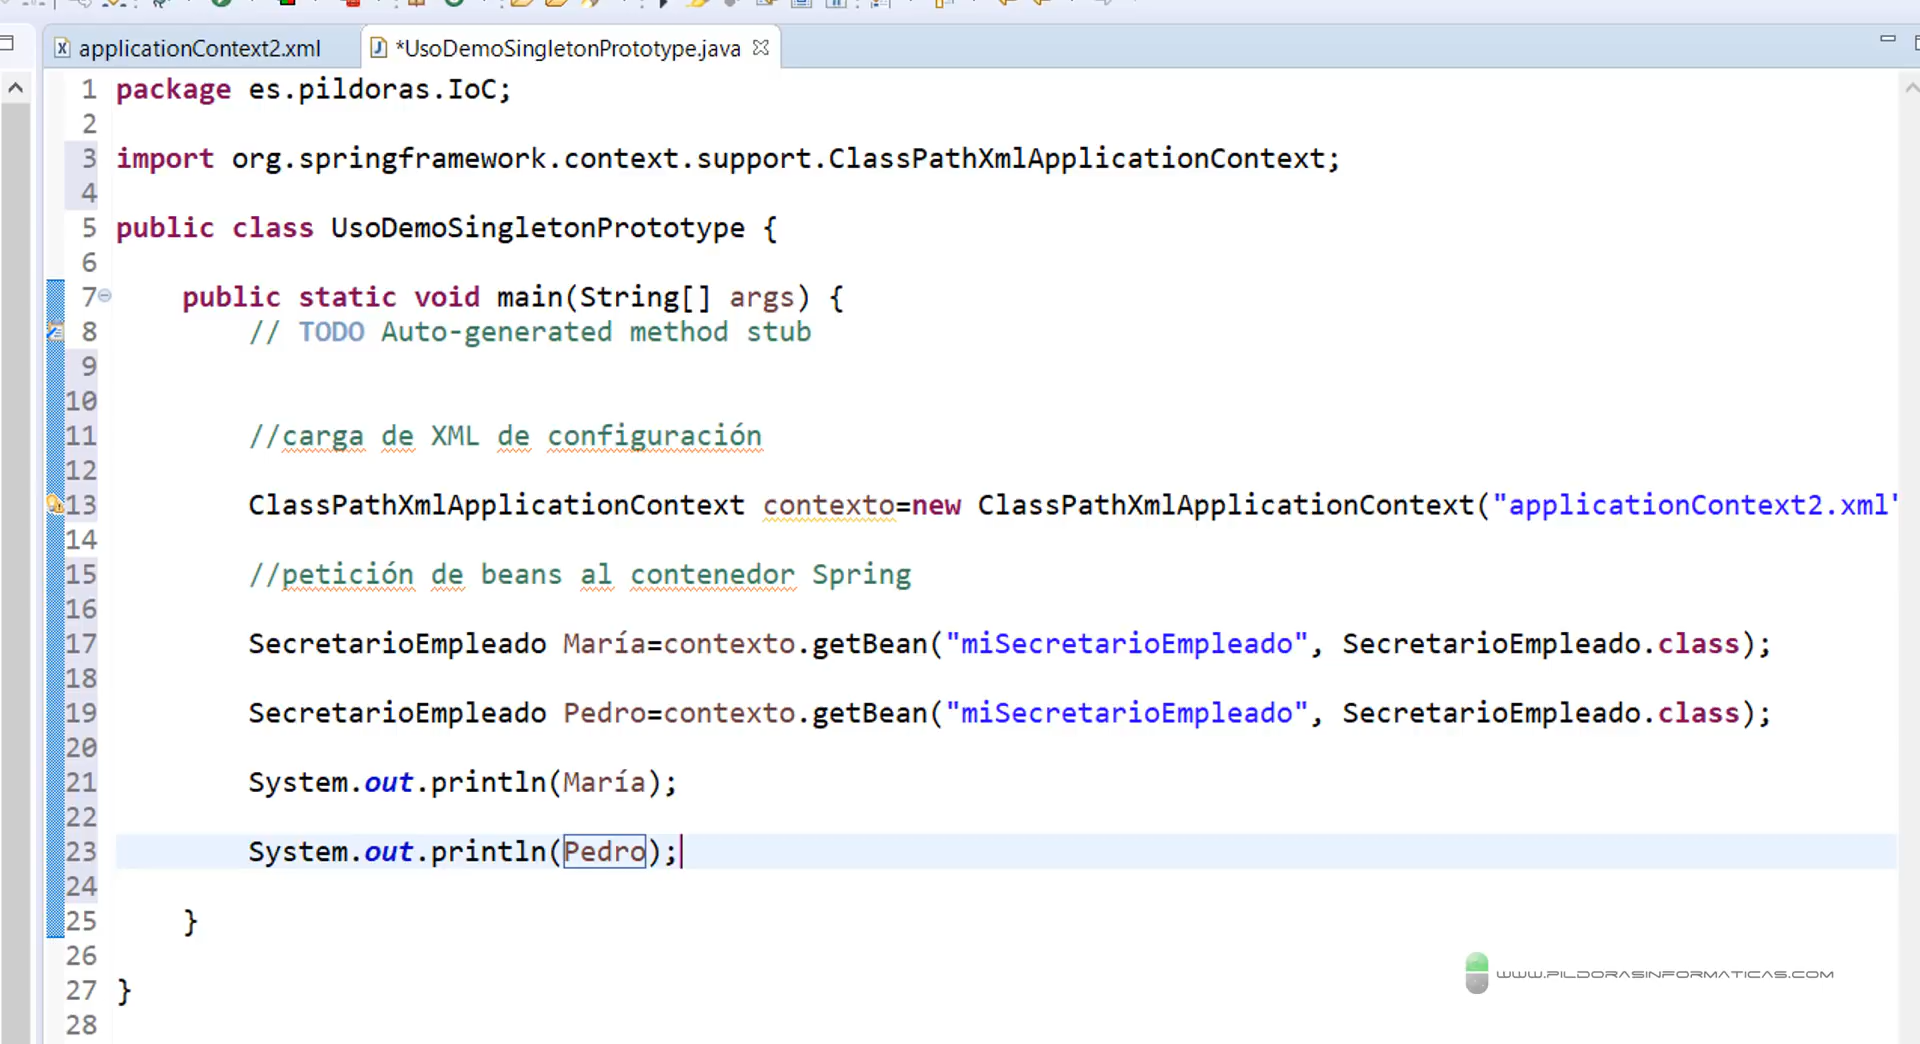 applicationContext2.xml
*UsoDemoSingletonPrototype.java
1 package es.pildoras.IoC;
2
3 import org.springframework.context.support.ClassPathXmlApplicationContext;
4
5 public class UsoDemoSingletonPrototype {
6
7 public static void main(String[] args) {
8 // TODO Auto-generated method stub
9
10
11 //carga de XML de configuración
12
13 ClassPathXmlApplicationContext contexto=new ClassPathXmlApplicationContext("applicationContext2.xml"
14
15 //petición de beans al contenedor Spring
16
17 SecretarioEmpleado María=contexto.getBean("miSecretarioEmpleado", SecretarioEmpleado.class);
18
19 SecretarioEmpleado Pedro=contexto.getBean("miSecretarioEmpleado", SecretarioEmpleado.class);
20
21 System.out.println(María);
22
23 System.out.println(Pedro);
24
25 }
26
27 }
28
WWW.PILDORASINFORMATICAS.COM